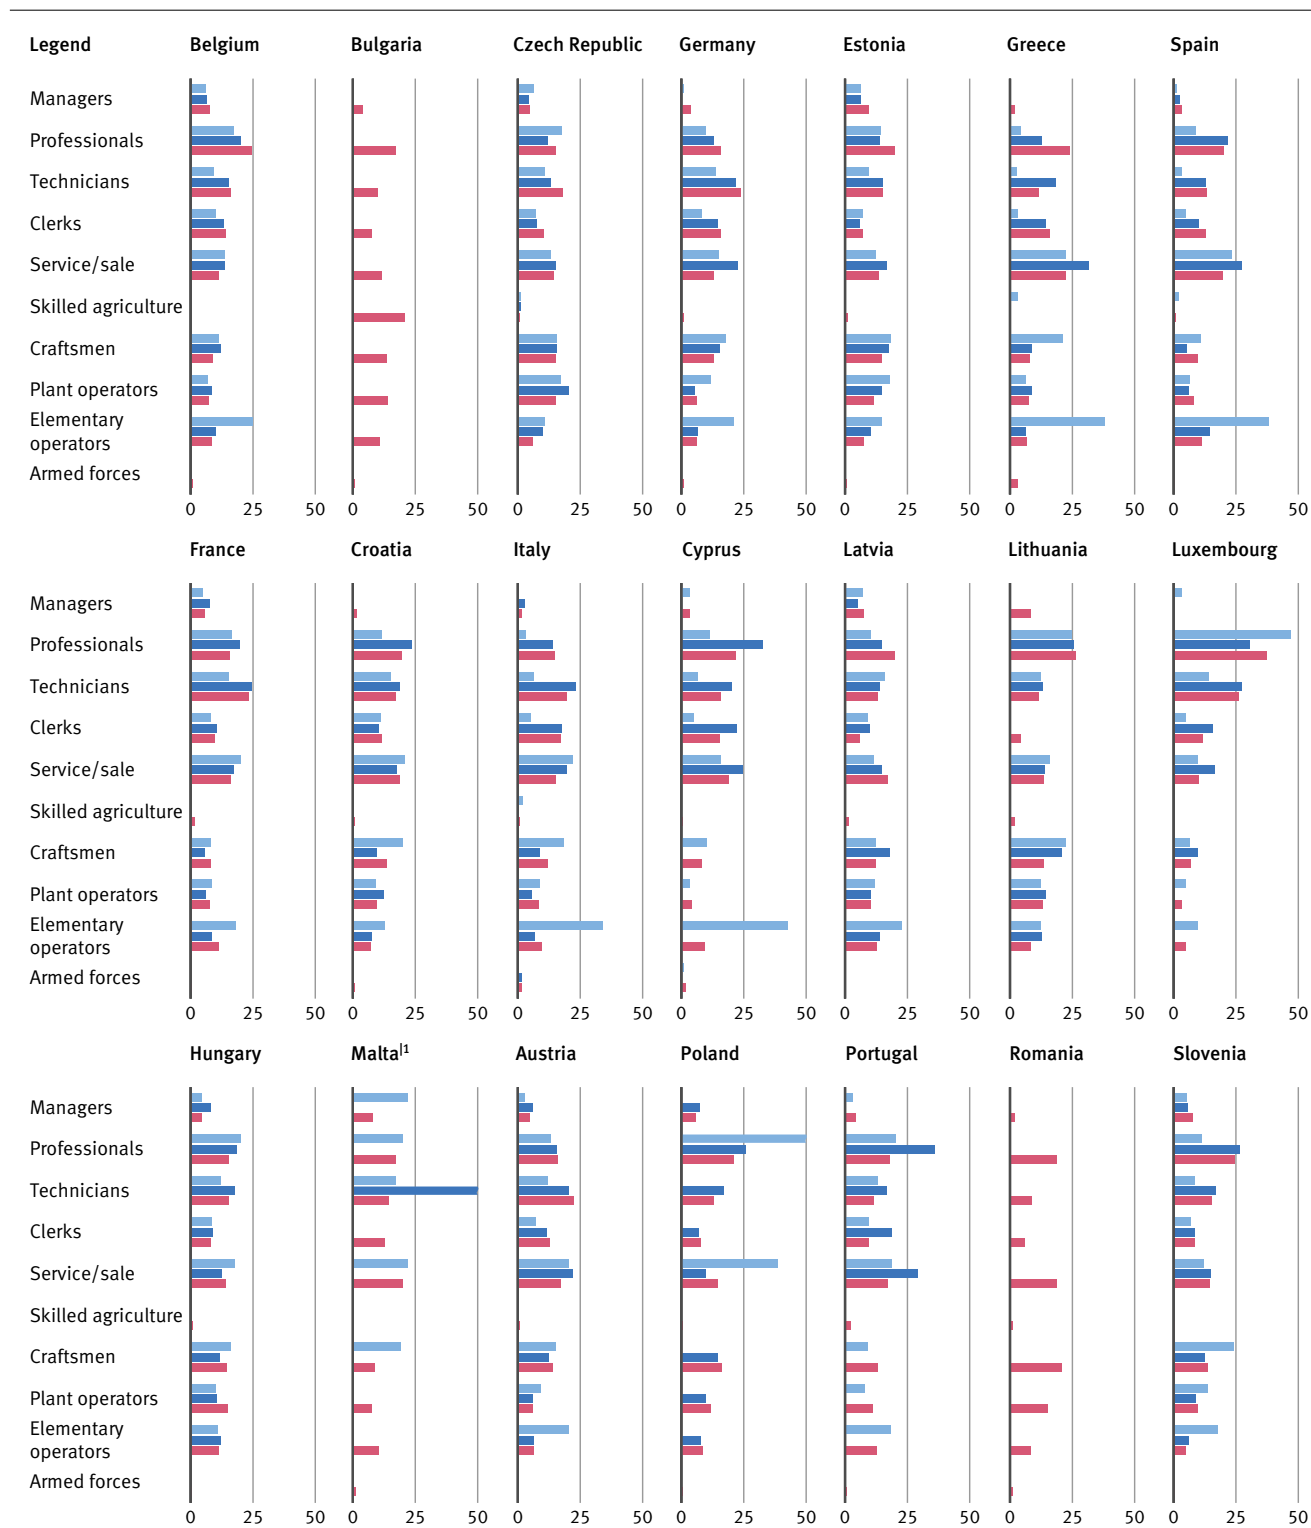 Legend Belgium Bulgaria Czech Republic Germany Estonia Greece Spain
Managers
Professionals
Technicians
Clerks
Service/sale
Skilled agriculture
Craftsmen
Plant operators
Elementary
operators
Armed forces
0 25 50 0 25 50 0 25 50 0 25 50 0 25 50 0 25 50 0 25 50
France Croatia Italy Cyprus Latvia Lithuania Luxembourg
Managers
Professionals
Technicians
Clerks
Service/sale
Skilled agriculture
Craftsmen
Plant operators
Elementary
operators
Armed forces
0 25 50 0 25 50 0 25 50 0 25 50 0 25 50 0 25 50 0 25 50
Hungary Malta|1 Austria Poland Portugal Romania Slovenia
Managers
Professionals
Technicians
Clerks
Service/sale
Skilled agriculture
Craftsmen
Plant operators
Elementary
operators
Armed forces
0 25 50 0 25 50 0 25 50 0 25 50 0 25 50 0 25 50 0 25 50